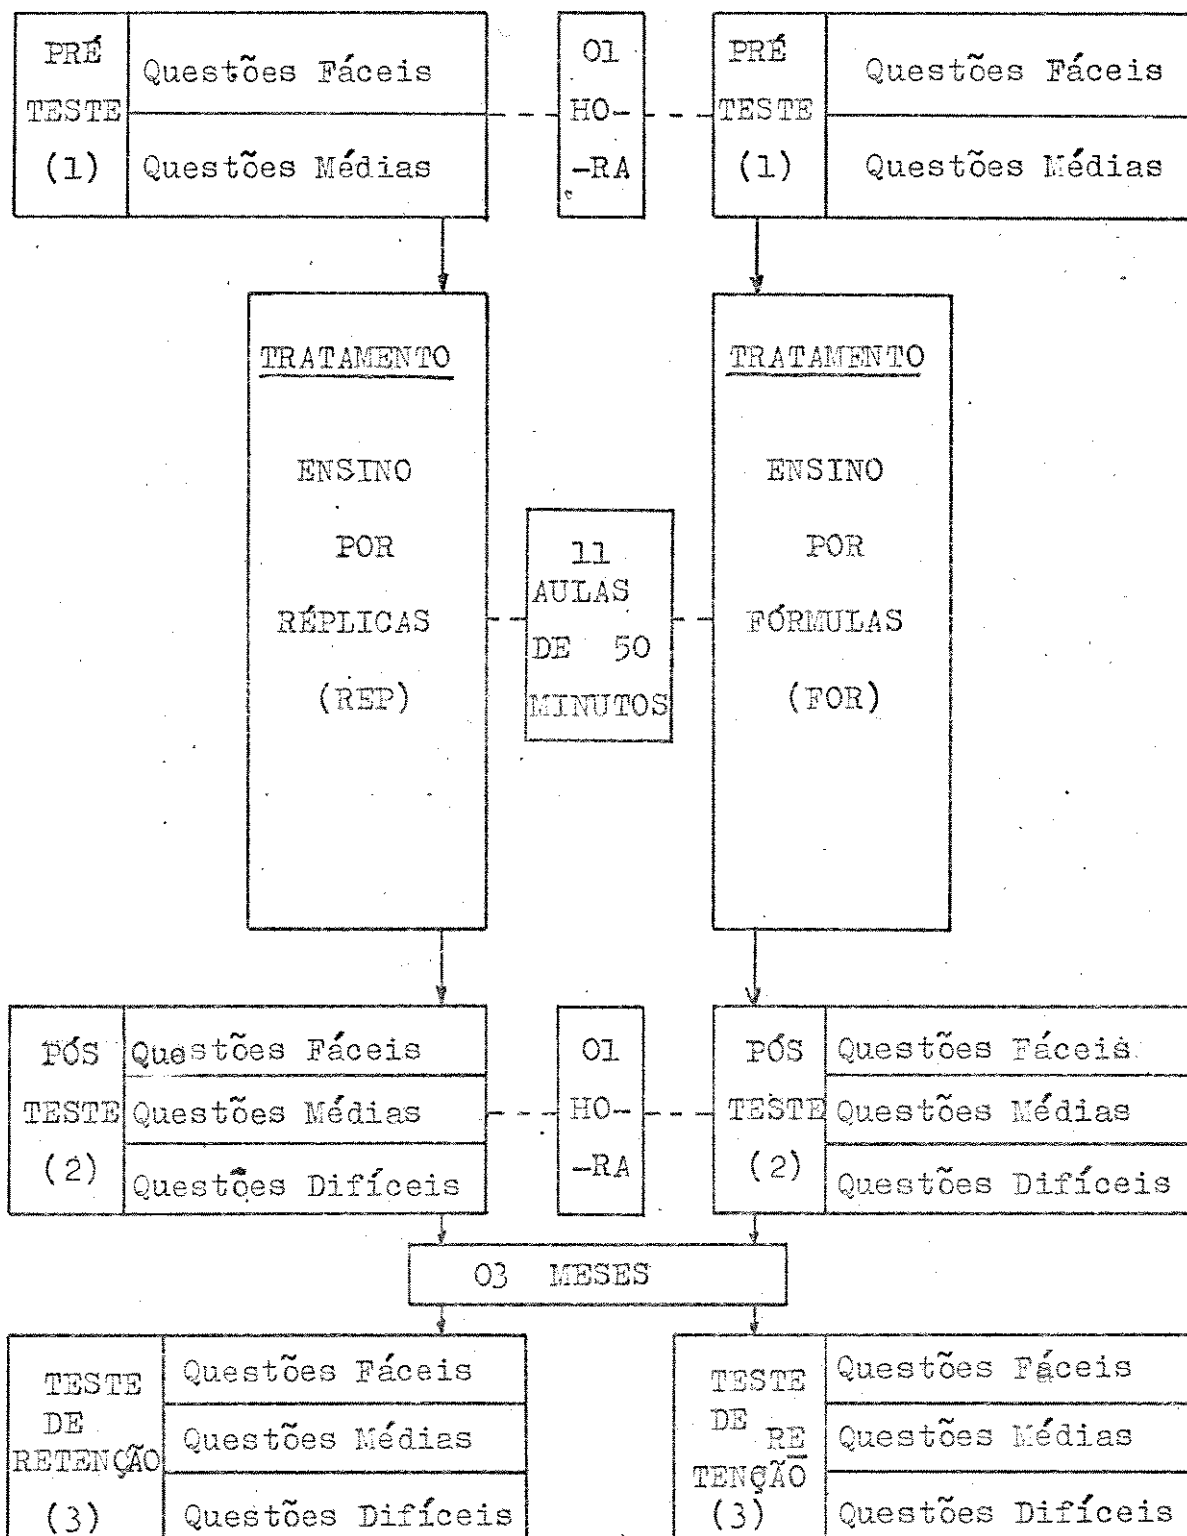 PRÉ
TESTE
(1)
Questões Fáceis
Questões Médias
01
HO-
-RA
PRÉ
TESTE
(1)
Questões Fáceis
Questões Médias
TRATAMENTO
ENSINO
POR
RÉPLICAS
(REP)
11
AULAS
DE 50
MINUTOS
TRATAMENTO
ENSINO
POR
FÓRMULAS
(FOR)
PÓS
TESTE
(2)
Questões Fáceis
Questões Médias
Questões Difíceis
01
HO-
-RA
PÓS
TESTE
(2)
Questões Fáceis
Questões Médias
Questões Difíceis
03 MESES
TESTE
DE
RETENÇÃO
(3)
Questões Fáceis
Questões Médias
Questões Difíceis
TESTE
DE
RE
TENÇÃO
(3)
Questões Fáceis
Questões Médias
Questões Difíceis